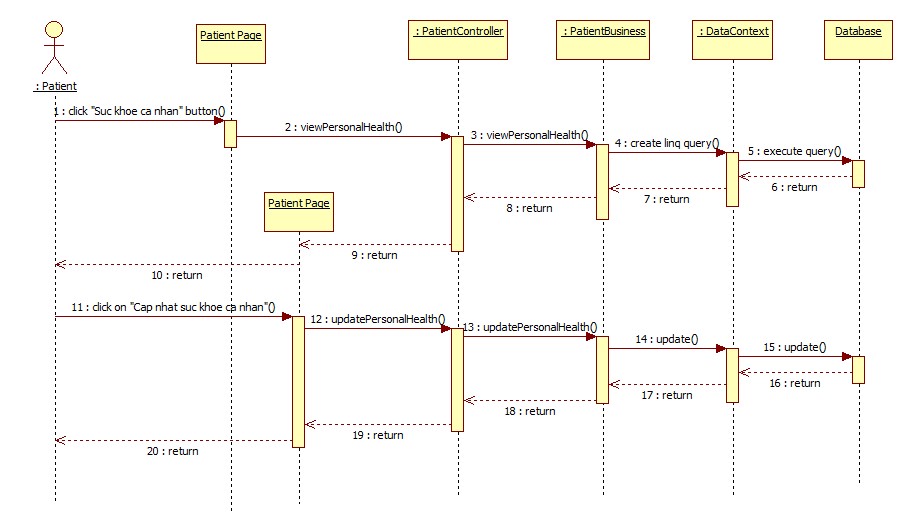 : Patient
Patient Page
: PatientController
: PatientBusiness
: DataContext
Database
1 : click "Suc khoe ca nhan" button()
2 : viewPersonalHealth()
3 : viewPersonalHealth()
4 : create linq query()
5 : execute query()
6 : return
7 : return
8 : return
Patient Page
9 : return
10 : return
11 : click on "Cap nhat suc khoe ca nhan"()
12 : updatePersonalHealth()
13 : updatePersonalHealth()
14 : update()
15 : update()
16 : return
17 : return
18 : return
19 : return
20 : return